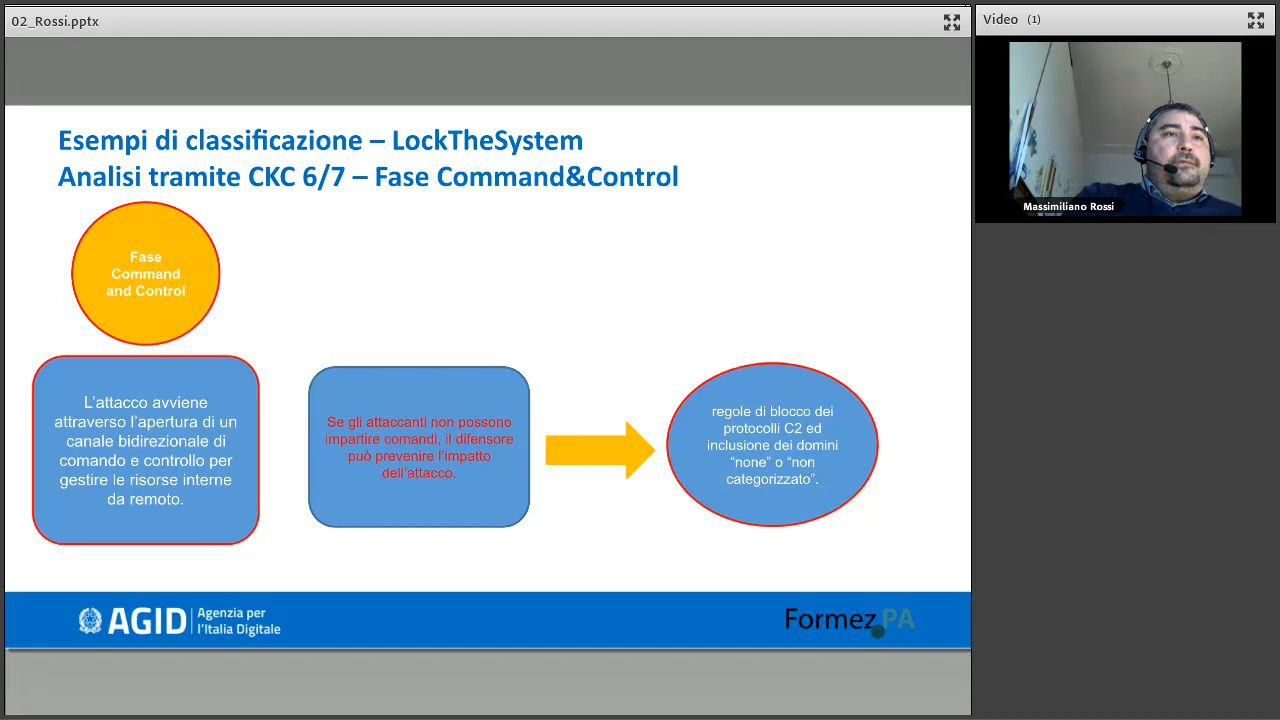 02_Rossi.pptx
Video (1)
Massimiliano Rossi
Esempi di classificazione – LockTheSystem
Analisi tramite CKC 6/7 – Fase Command&Control
Fase
Command
and Control
L’attacco avviene
attraverso l’apertura di un
canale bidirezionale di
comando e controllo per
gestire le risorse interne
da remoto.
Se gli attaccanti non possono
impartire comandi, il difensore
può prevenire l’impatto
dell’attacco.
regole di blocco dei
protocolli C2 ed
inclusione dei domini
“none” o “non
categorizzato”.
AGID
Agenzia per
l’Italia Digitale
Formez PA